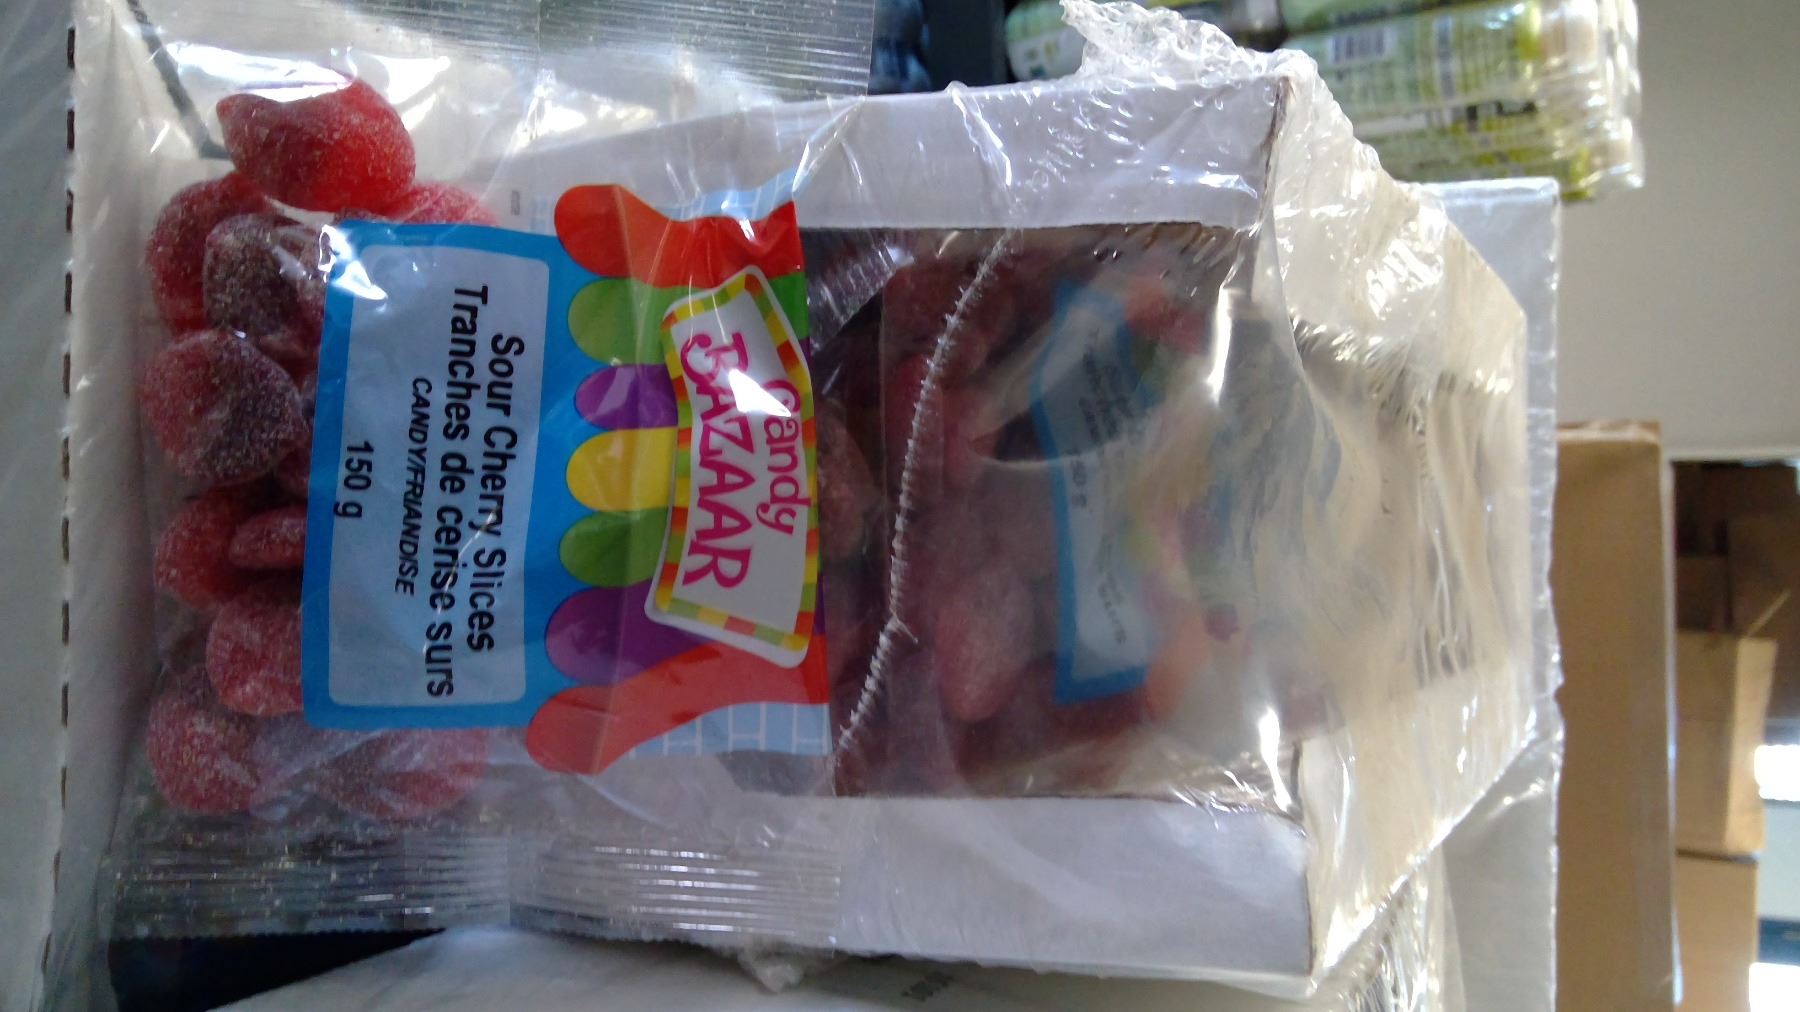 Candy
BAZAAR
Sour Cherry Slices
Tranches de cerise surs
CANDY/FRIANDISE
150 g